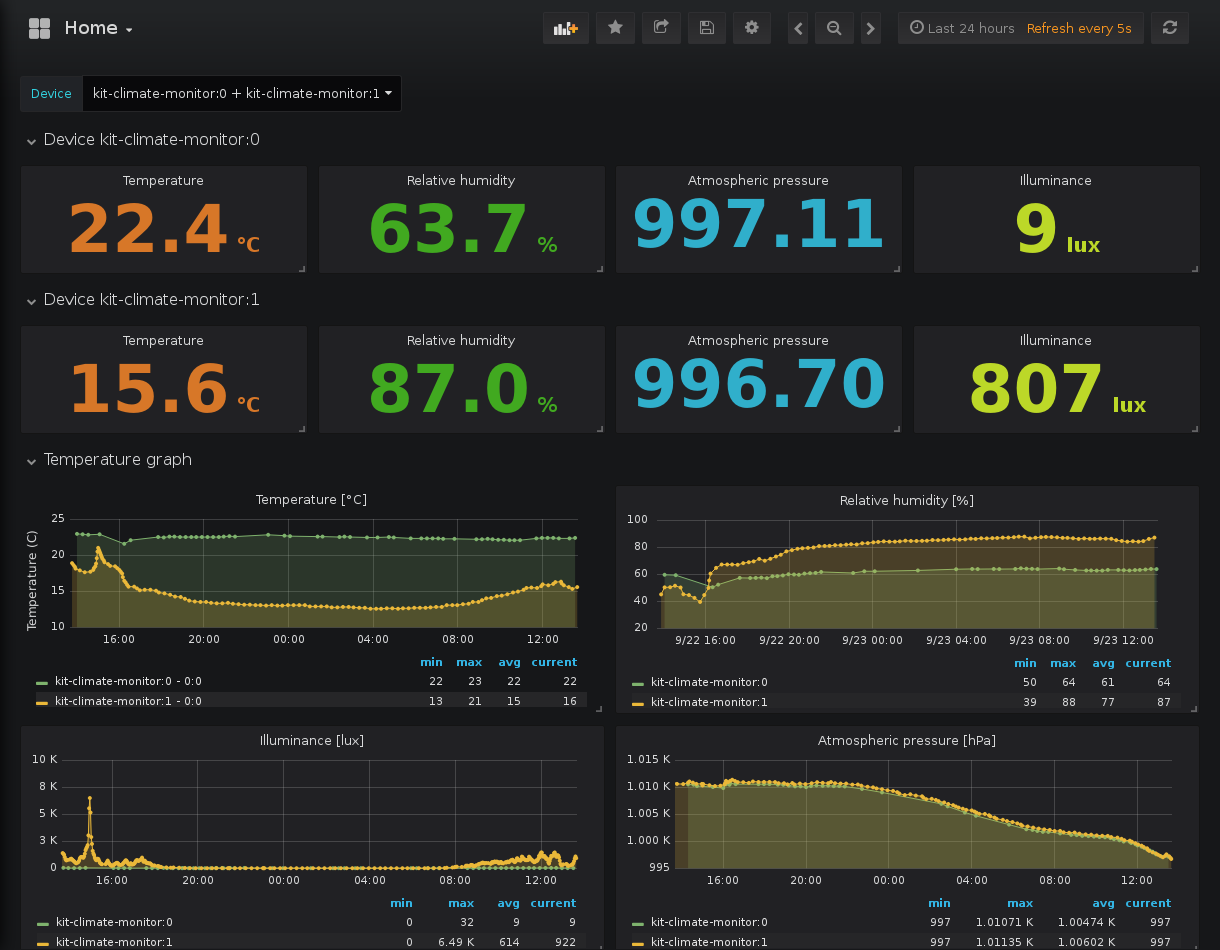 Home
Last 24 hours Refresh every 5s
Device kit-climate-monitor:0 + kit-climate-monitor:1
Device kit-climate-monitor:0
Temperature Relative humidity Atmospheric pressure Illuminance
22.4 °C 63.7 % 997.11 9 lux
Device kit-climate-monitor:1
Temperature Relative humidity Atmospheric pressure Illuminance
15.6 °C 87.0 % 996.70 807 lux
Temperature graph
Temperature [°C]
Temperature (C)
25
20
15
10
16:00 20:00 00:00 04:00 08:00 12:00
min max avg current
kit-climate-monitor:0 - 0:0 22 23 22 22
kit-climate-monitor:1 - 0:0 13 21 15 16
Relative humidity [%]
100
80
60
40
20
9/22 16:00 9/22 20:00 9/23 00:00 9/23 04:00 9/23 08:00 9/23 12:00
min max avg current
kit-climate-monitor:0 50 64 61 64
kit-climate-monitor:1 39 88 77 87
Illuminance [lux]
10 K
8 K
5 K
3 K
0
16:00 20:00 00:00 04:00 08:00 12:00
min max avg current
kit-climate-monitor:0 0 32 9 9
kit-climate-monitor:1 0 6.49 K 614 922
Atmospheric pressure [hPa]
1.015 K
1.010 K
1.005 K
1.000 K
995
16:00 20:00 00:00 04:00 08:00 12:00
min max avg current
kit-climate-monitor:0 997 1.01071 K 1.00474 K 997
kit-climate-monitor:1 997 1.01135 K 1.00602 K 997